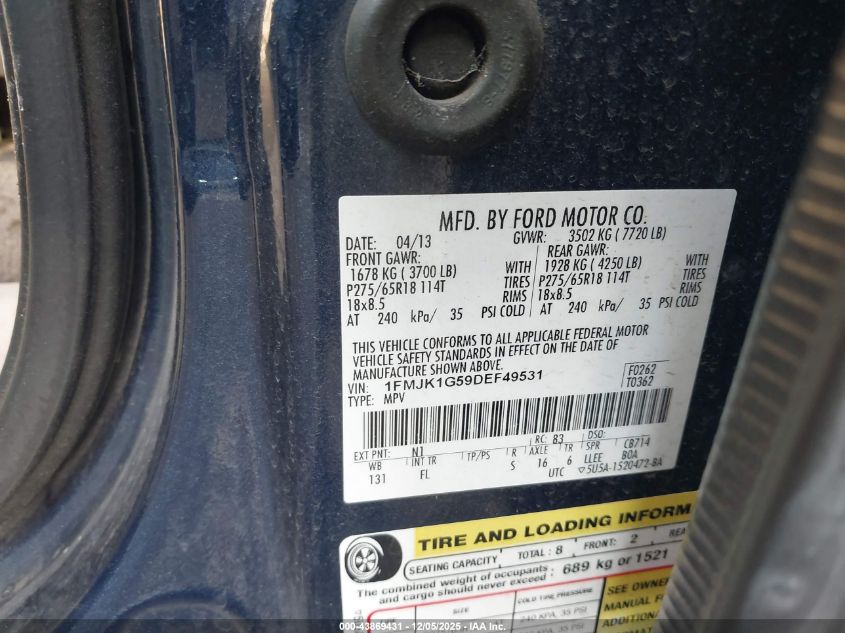 MFD. BY FORD MOTOR CO.
DATE: 04/13 GVWR: 3502 KG ( 7720 LB)
FRONT GAWR: REAR GAWR:
1678 KG ( 3700 LB) WITH 1928 KG ( 4250 LB) WITH
P275/65R18 114T TIRES P275/65R18 114T TIRES
18x8.5 RIMS 18x8.5 RIMS
AT 240 kPa/ 35 PSI COLD AT 240 kPa/ 35 PSI COLD
THIS VEHICLE CONFORMS TO ALL APPLICABLE FEDERAL MOTOR
VEHICLE SAFETY STANDARDS IN EFFECT ON THE DATE OF
MANUFACTURE SHOWN ABOVE.
VIN: 1FMJK1G59DEF49531 F0262
TYPE: MPV T0362
EXT PNT: N1 RC: 83 DSO:
WB INT TR TP/PS R AXLE TR SPR CB714
131 FL S 16 6 LLEE BOA
UTC ▽5U5A-1520472-BA
TIRE AND LOADING INFORM
SEATING CAPACITY TOTAL: 8 FRONT: 2 REA
The combined weight of occupants
and cargo should never exceed : 689 kg or 1521
SIZE COLD TIRE PRESSURE SEE OWNER
240 KPA, 35 PSI MANUAL F
ADDITIONA
43869431 - 12/05/2025 - IAA Inc.